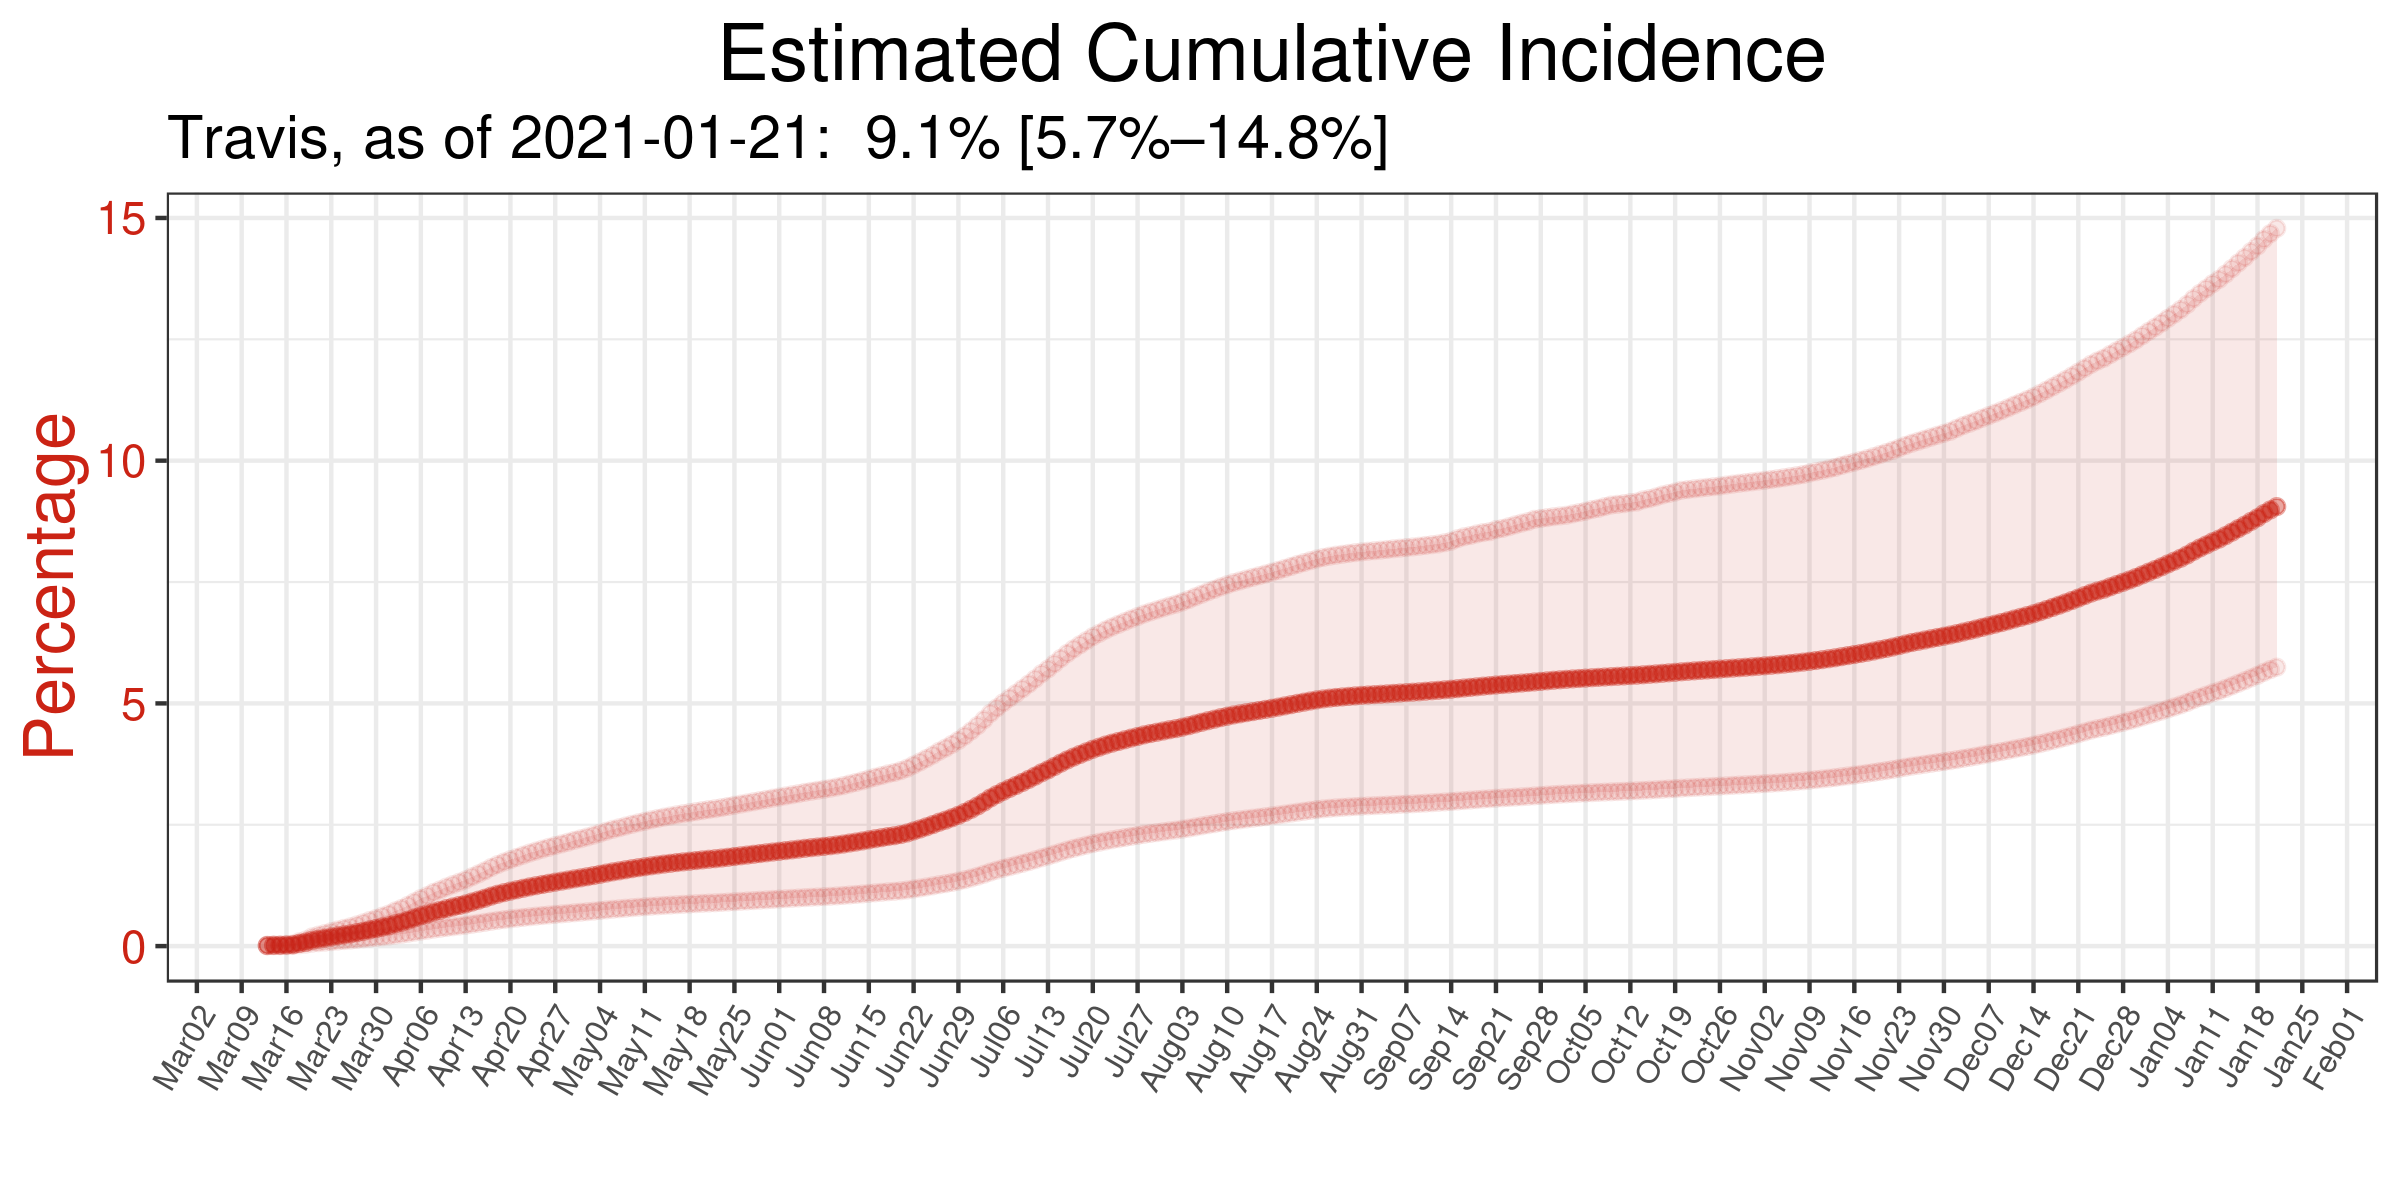 Estimated Cumulative Incidence
Travis, as of 2021-01-21:  9.1% [5.7%–14.8%]
Percentage
15
10
5
0
Mar02 Mar09 Mar16 Mar23 Mar30 Apr06 Apr13 Apr20 Apr27 May04 May11 May18 May25 Jun01 Jun08 Jun15 Jun22 Jun29 Jul06 Jul13 Jul20 Jul27 Aug03 Aug10 Aug17 Aug24 Aug31 Sep07 Sep14 Sep21 Sep28 Oct05 Oct12 Oct19 Oct26 Nov02 Nov09 Nov16 Nov23 Nov30 Dec07 Dec14 Dec21 Dec28 Jan04 Jan11 Jan18 Jan25 Feb01